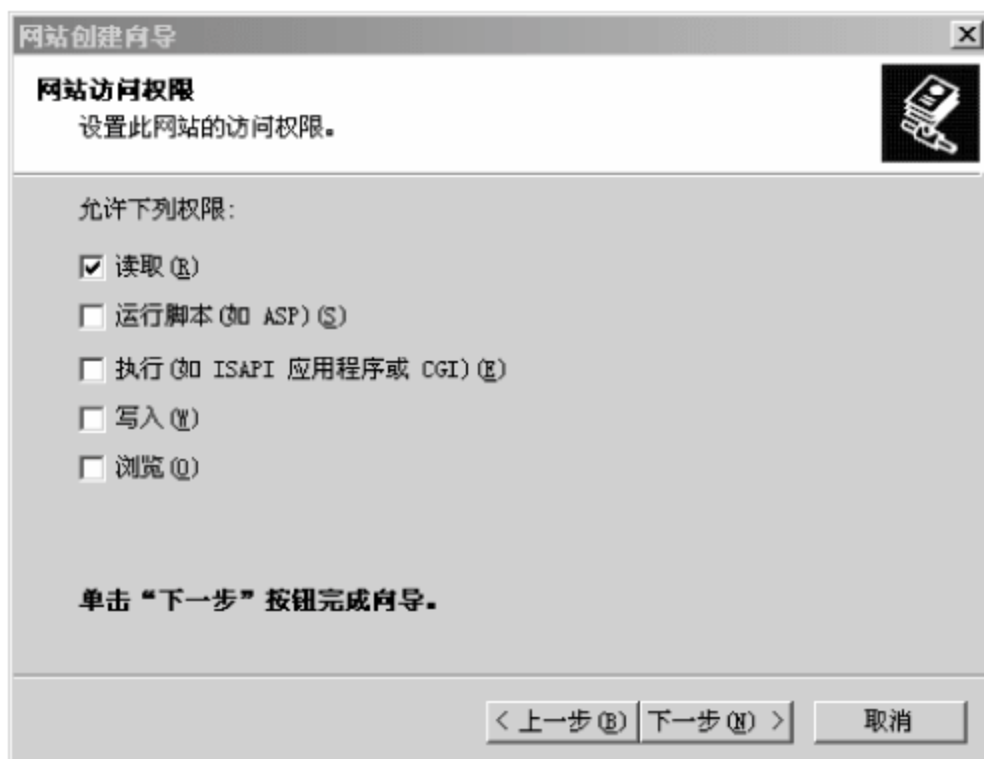 网站创建向导
网站访问权限
设置此网站的访问权限。
允许下列权限:
读取(R)
运行脚本(如 ASP)(S)
执行(如 ISAPI 应用程序或 CGI)(E)
写入(W)
浏览(O)
单击“下一步”按钮完成向导。
< 上一步(B) 下一步(N) > 取消